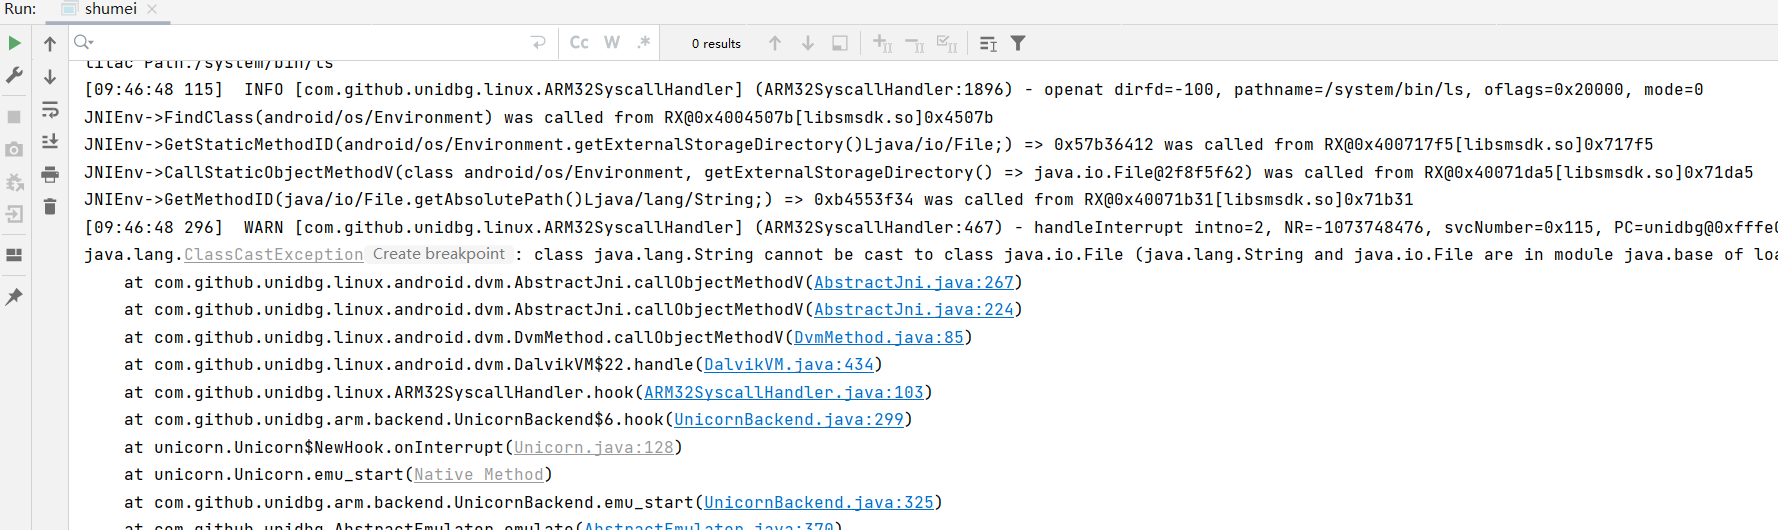 Run: shumei
Cc W .* 0 results
lilac Path:/system/bin/ls
[09:46:48 115]  INFO [com.github.unidbg.linux.ARM32SyscallHandler] (ARM32SyscallHandler:1896) - openat dirfd=-100, pathname=/system/bin/ls, oflags=0x20000, mode=0
JNIEnv->FindClass(android/os/Environment) was called from RX@0x4004507b[libsmsdk.so]0x4507b
JNIEnv->GetStaticMethodID(android/os/Environment.getExternalStorageDirectory()Ljava/io/File;) => 0x57b36412 was called from RX@0x400717f5[libsmsdk.so]0x717f5
JNIEnv->CallStaticObjectMethodV(class android/os/Environment, getExternalStorageDirectory() => java.io.File@2f8f5f62) was called from RX@0x40071da5[libsmsdk.so]0x71da5
JNIEnv->GetMethodID(java/io/File.getAbsolutePath()Ljava/lang/String;) => 0xb4553f34 was called from RX@0x40071b31[libsmsdk.so]0x71b31
[09:46:48 296]  WARN [com.github.unidbg.linux.ARM32SyscallHandler] (ARM32SyscallHandler:467) - handleInterrupt intno=2, NR=-1073748476, svcNumber=0x115, PC=unidbg@0xfffe0
java.lang.ClassCastException Create breakpoint : class java.lang.String cannot be cast to class java.io.File (java.lang.String and java.io.File are in module java.base of loa
at com.github.unidbg.linux.android.dvm.AbstractJni.callObjectMethodV(AbstractJni.java:267)
at com.github.unidbg.linux.android.dvm.AbstractJni.callObjectMethodV(AbstractJni.java:224)
at com.github.unidbg.linux.android.dvm.DvmMethod.callObjectMethodV(DvmMethod.java:85)
at com.github.unidbg.linux.android.dvm.DalvikVM$22.handle(DalvikVM.java:434)
at com.github.unidbg.linux.ARM32SyscallHandler.hook(ARM32SyscallHandler.java:103)
at com.github.unidbg.arm.backend.UnicornBackend$6.hook(UnicornBackend.java:299)
at unicorn.Unicorn$NewHook.onInterrupt(Unicorn.java:128)
at unicorn.Unicorn.emu_start(Native Method)
at com.github.unidbg.arm.backend.UnicornBackend.emu_start(UnicornBackend.java:325)
at com.github.unidbg.AbstractEmulator.emulate(AbstractEmulator.java:370)